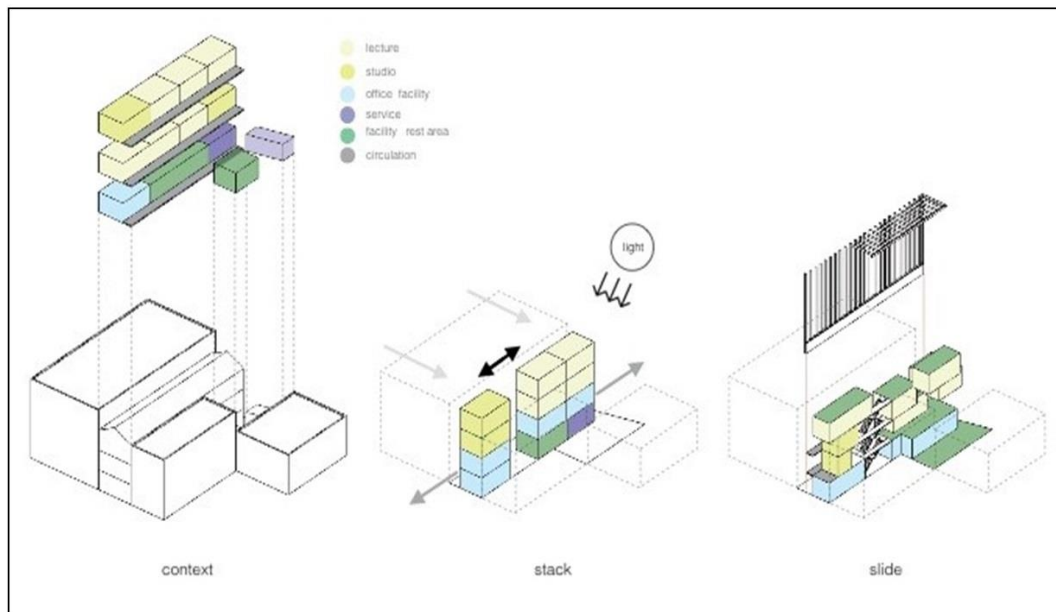 lecture
studio
office facility
service
facility rest area
circulation
light
context
stack
slide